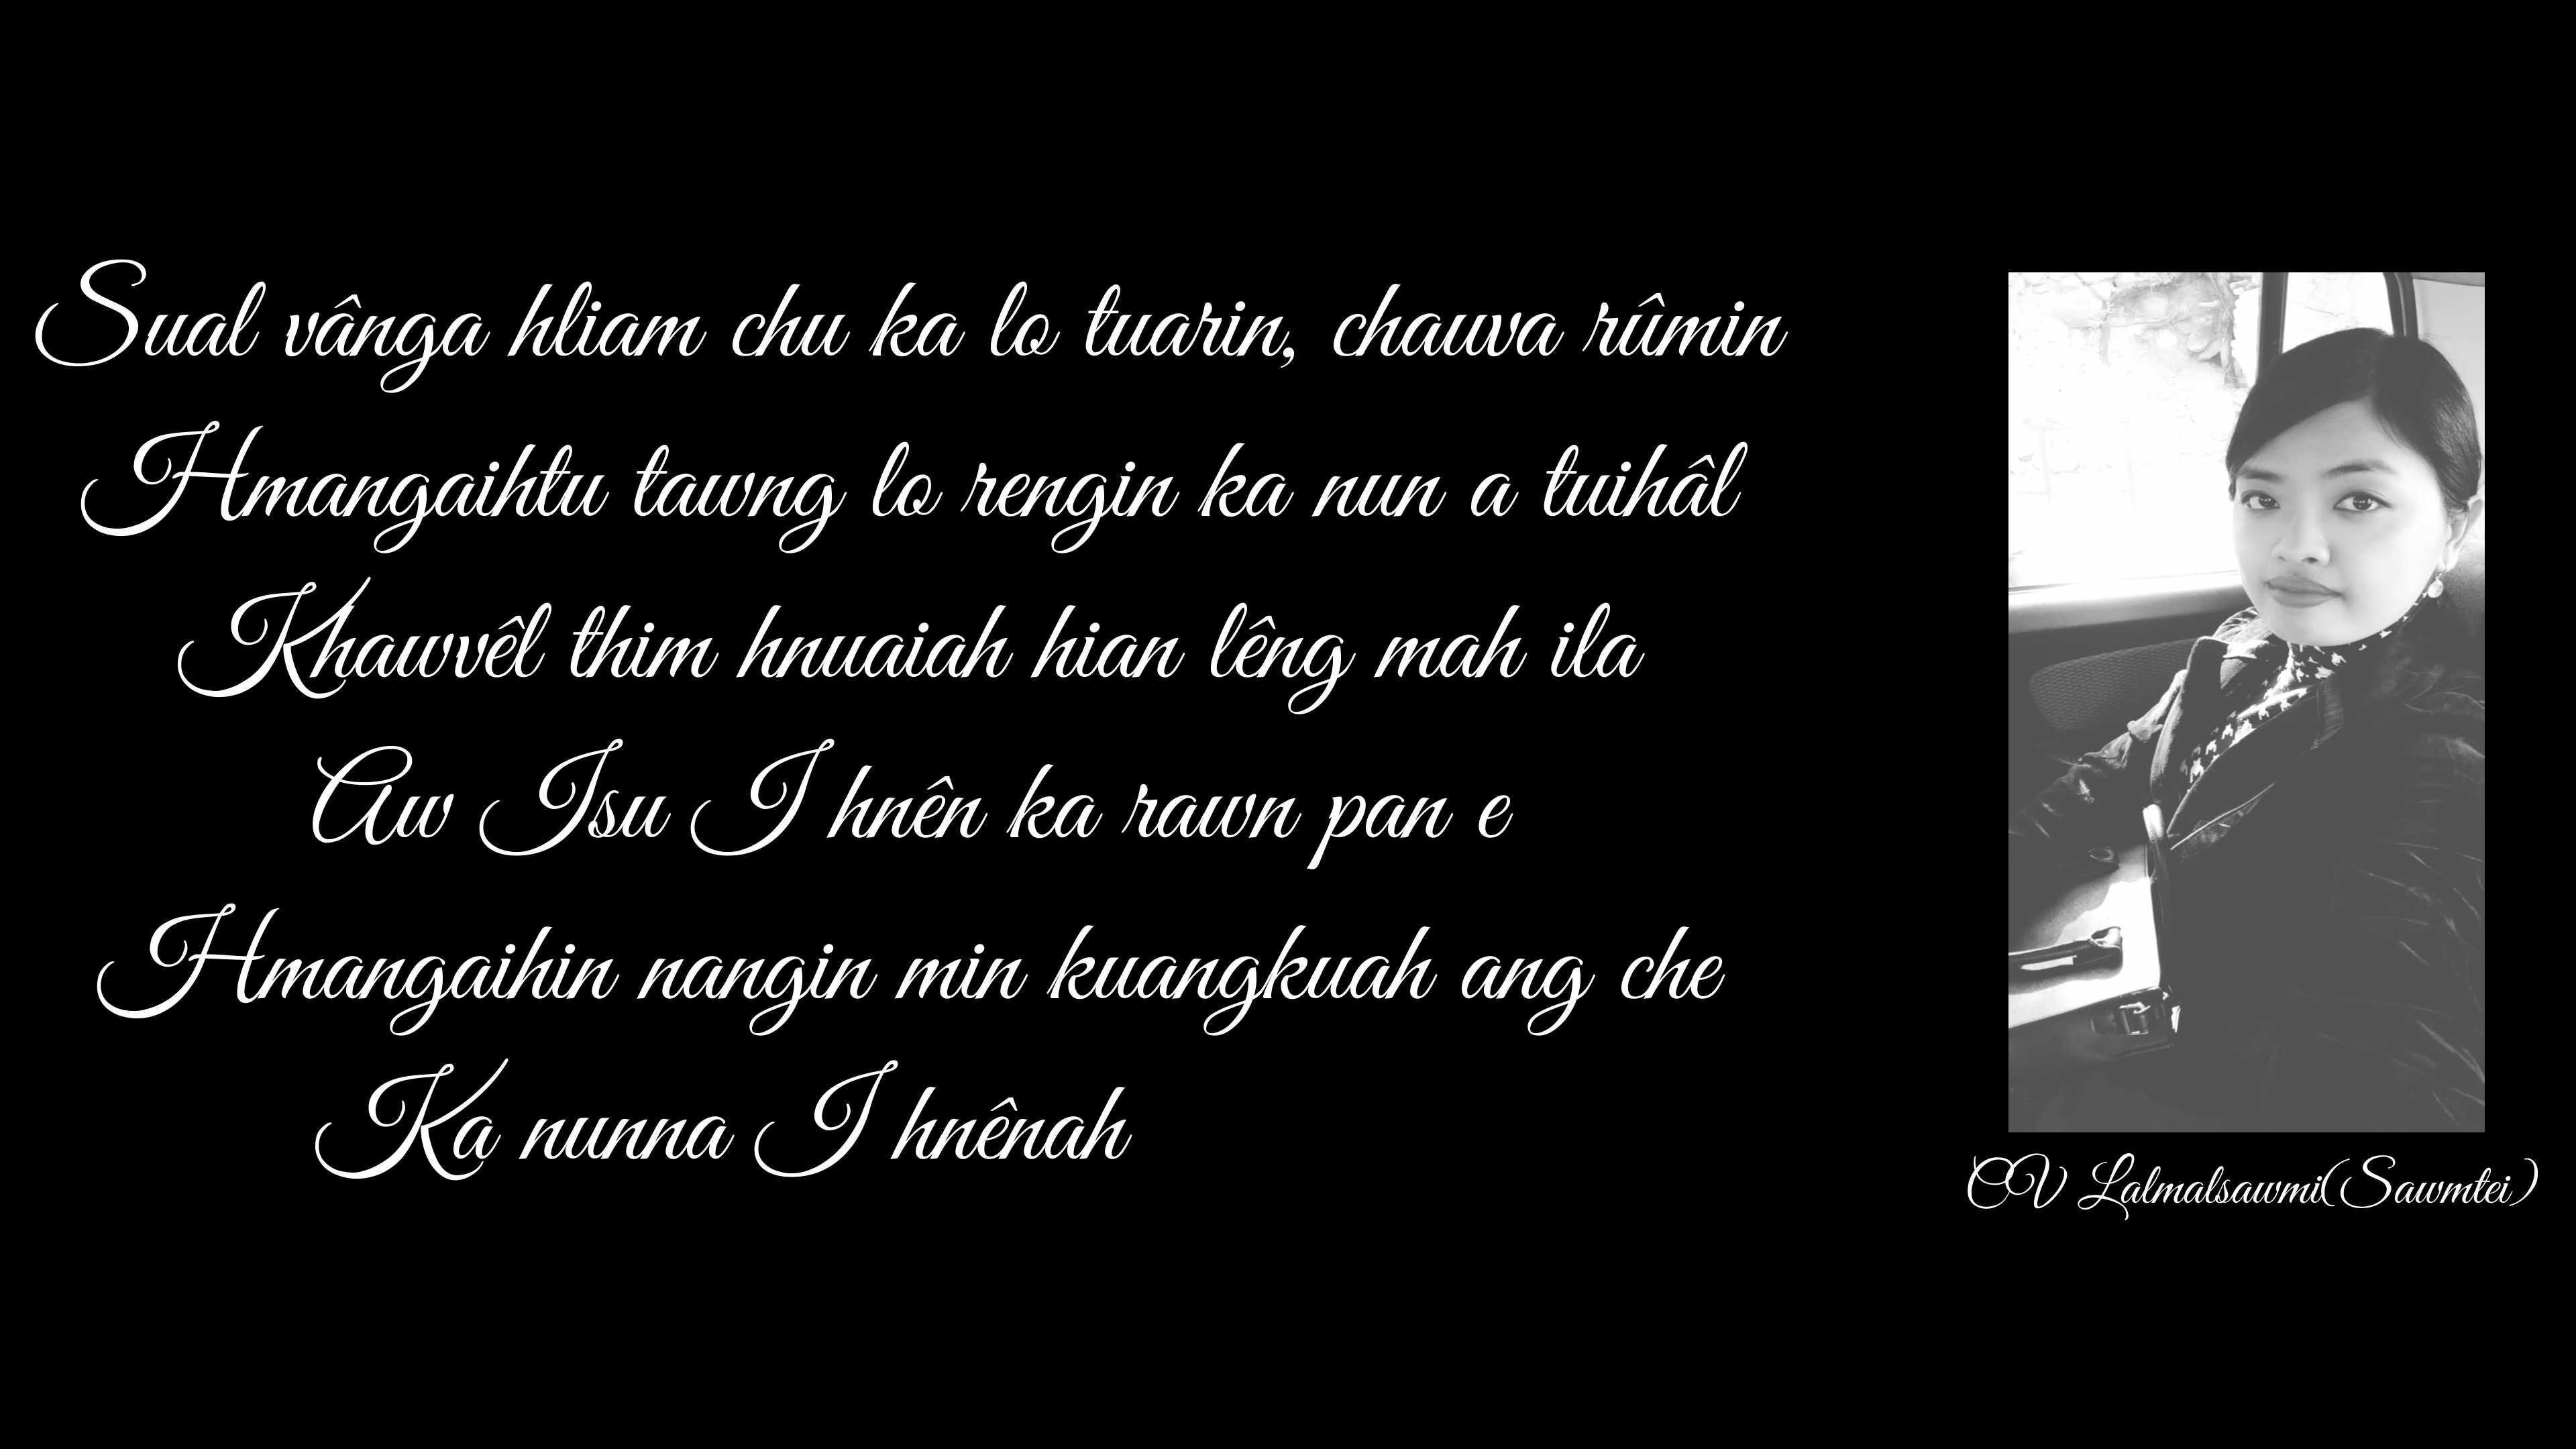 Sual vânga hliam chu ka lo tuarin, chauva rûmin
Hmangaihtu tawng lo rengin ka nun a tuihâl
Khawvêl thim hnuaiah hian lêng mah ila
Aw Isu I hnên ka rawn pan e
Hmangaihin nangin min kuangkuah ang che
Ka nunna I hnênah
CV Lalmalsawmi(Sawmtei)